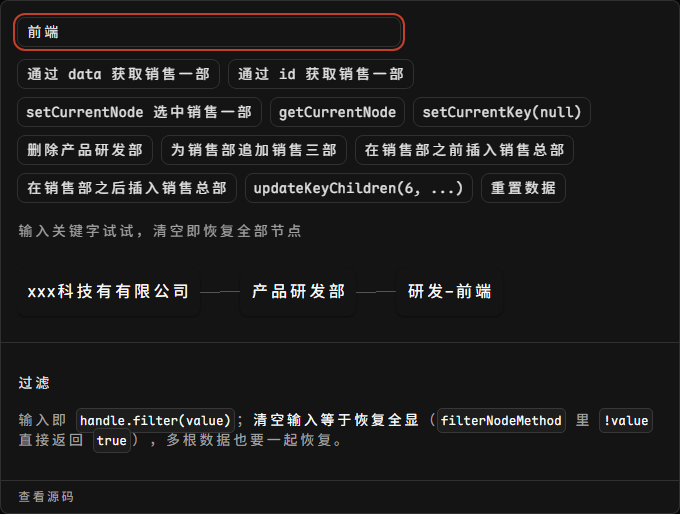 前端
通过 data 获取销售一部 通过 id 获取销售一部
setCurrentNode 选中销售一部 getCurrentNode setCurrentKey(null)
删除产品研发部 为销售部追加销售三部 在销售部之前插入销售总部
在销售部之后插入销售总部 updateKeyChildren(6, ...) 重置数据
输入关键字试试，清空即恢复全部节点
xxx科技有有限公司 产品研发部 研发-前端
过滤
输入即 handle.filter(value)；清空输入等于恢复全显（filterNodeMethod 里 !value
直接返回 true），多根数据也要一起恢复。
查看源码